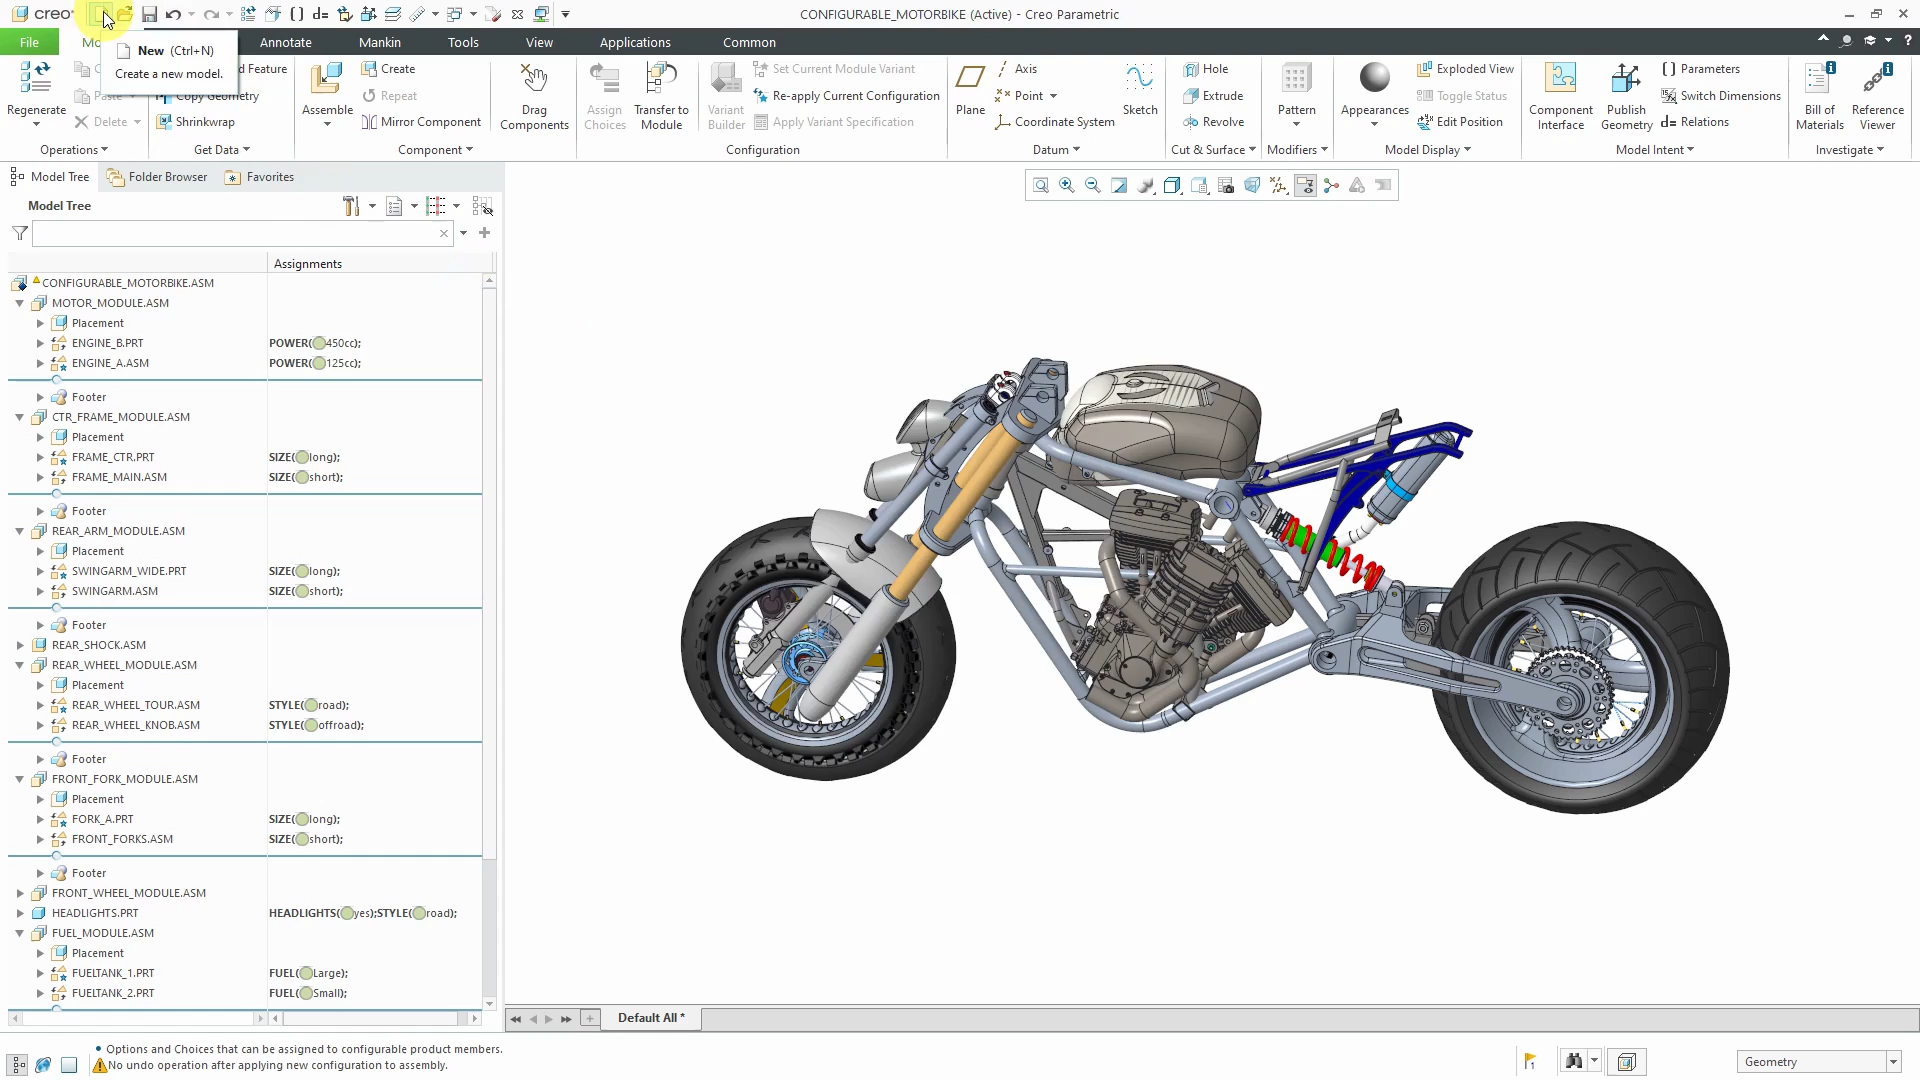 creo
CONFIGURABLE_MOTORBIKE (Active) - Creo Parametric
File
Annotate
Manikin
Tools
View
Applications
Common
New (Ctrl+N)
Create a new model.
Regenerate
Paste
Delete
Operations
d Feature
Copy Geometry
Shrinkwrap
Get Data
Assemble
Create
Repeat
Mirror Component
Component
Drag Components
Assign Choices
Transfer to Module
Variant Builder
Set Current Module Variant
Re-apply Current Configuration
Apply Variant Specification
Configuration
Plane
Axis
Point
Coordinate System
Sketch
Datum
Hole
Extrude
Revolve
Cut & Surface
Pattern
Modifiers
Appearances
Exploded View
Toggle Status
Edit Position
Model Display
Component Interface
Publish Geometry
Parameters
Switch Dimensions
d= Relations
Model Intent
Bill of Materials
Reference Viewer
Investigate
Model Tree
Folder Browser
Favorites
Model Tree
Assignments
CONFIGURABLE_MOTORBIKE.ASM
MOTOR_MODULE.ASM
Placement
ENGINE_B.PRT POWER(450cc);
ENGINE_A.ASM POWER(125cc);
Footer
CTR_FRAME_MODULE.ASM
Placement
FRAME_CTR.PRT SIZE(long);
FRAME_MAIN.ASM SIZE(short);
Footer
REAR_ARM_MODULE.ASM
Placement
SWINGARM_WIDE.PRT SIZE(long);
SWINGARM.ASM SIZE(short);
Footer
REAR_SHOCK.ASM
REAR_WHEEL_MODULE.ASM
Placement
REAR_WHEEL_TOUR.ASM STYLE(road);
REAR_WHEEL_KNOB.ASM STYLE(offroad);
Footer
FRONT_FORK_MODULE.ASM
Placement
FORK_A.PRT SIZE(long);
FRONT_FORKS.ASM SIZE(short);
Footer
FRONT_WHEEL_MODULE.ASM
HEADLIGHTS.PRT HEADLIGHTS(yes);STYLE(road);
FUEL_MODULE.ASM
Placement
FUELTANK_1.PRT FUEL(Large);
FUELTANK_2.PRT FUEL(Small);
Default All *
• Options and Choices that can be assigned to configurable product members.
No undo operation after applying new configuration to assembly.
Geometry